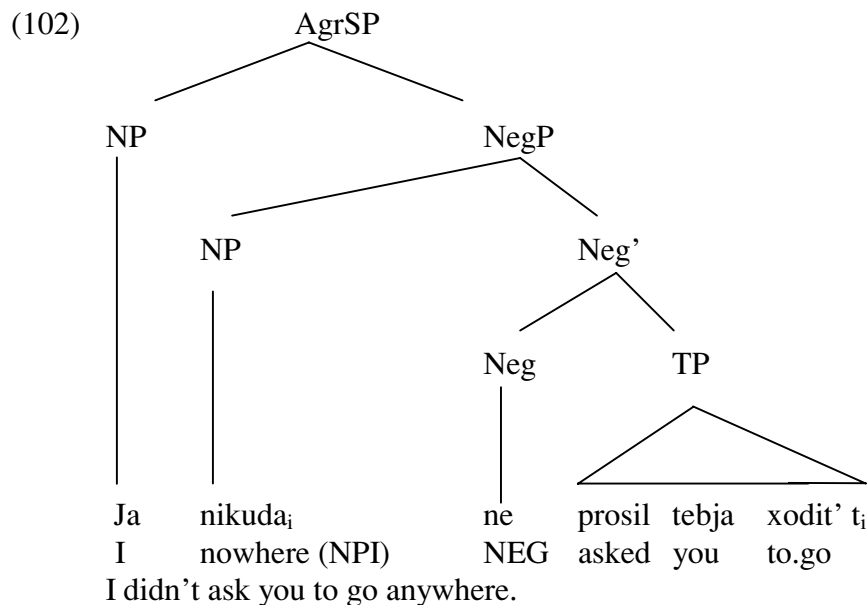 (102) AgrSP
NP NegP
NP Neg’
Neg TP
Ja nikudaᵢ ne prosil tebja xodit’ tᵢ
I nowhere (NPI) NEG asked you to.go
I didn’t ask you to go anywhere.